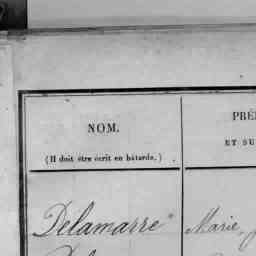 NOM.
PRÉ
(Il doit être écrit en bâtarde.)
ET SU
Delamarre
Marie,